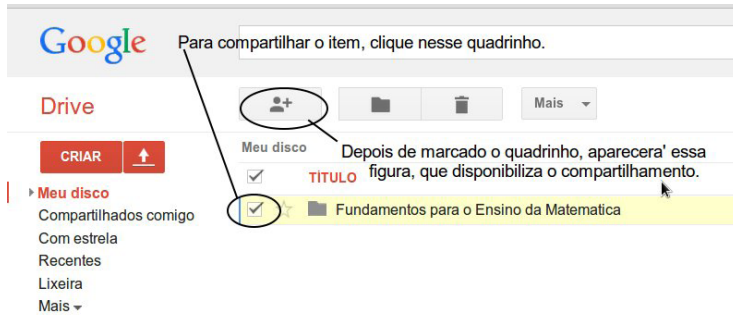 Google
Para compartilhar o item, clique nesse quadrinho.
Drive
Mais
CRIAR
Meu disco
Depois de marcado o quadrinho, aparecera' essa
TÍTULO
figura, que disponibiliza o compartilhamento.
Meu disco
Fundamentos para o Ensino da Matematica
Compartilhados comigo
Com estrela
Recentes
Lixeira
Mais